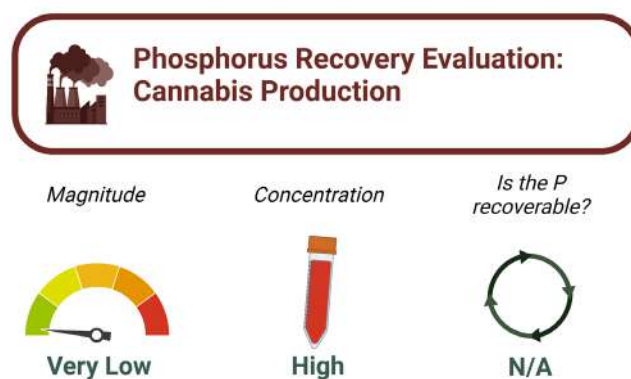 Phosphorus Recovery Evaluation:
Cannabis Production
Magnitude
Concentration
Is the P
recoverable?
Very Low
High
N/A